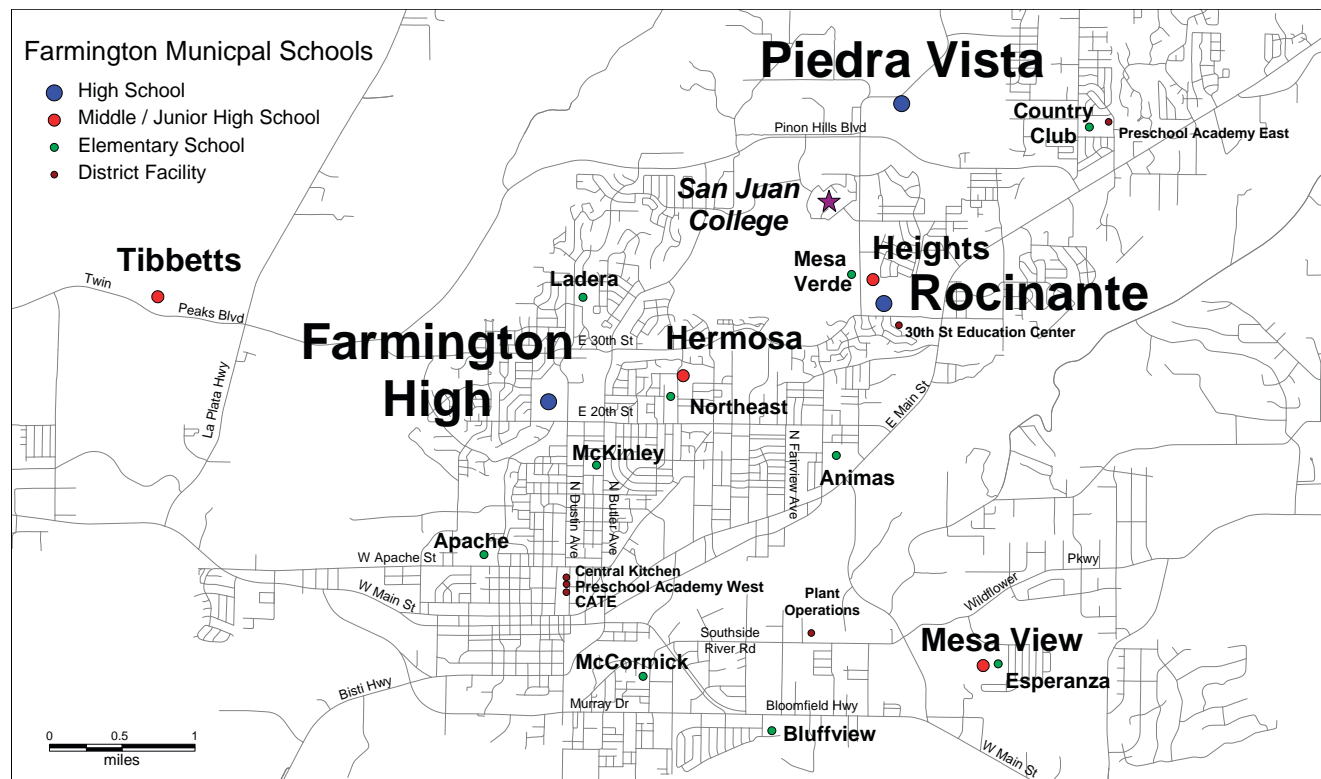 Farmington Municpal Schools
High School
Middle / Junior High School
Elementary School
District Facility
Piedra Vista
Country
Club
Preschool Academy East
Pinon Hills Blvd
San Juan
College
Tibbetts
Twin
Peaks Blvd
Ladera
Mesa
Verde
Heights
Rocinante
30th St Education Center
Farmington
High
E 30th St
Hermosa
La Plata Hwy
E 20th St
Northeast
E Main St
McKinley
N Dustin Ave
N Butler Ave
N Fairview Ave
Animas
Apache
W Apache St
W Main St
Central Kitchen
Preschool Academy West
CATE
Plant
Operations
Wildflower
Pkwy
Southside
River Rd
Mesa View
Esperanza
McCormick
Bisti Hwy
Murray Dr
Bloomfield Hwy
Bluffview
W Main St
0 0.5 1
miles